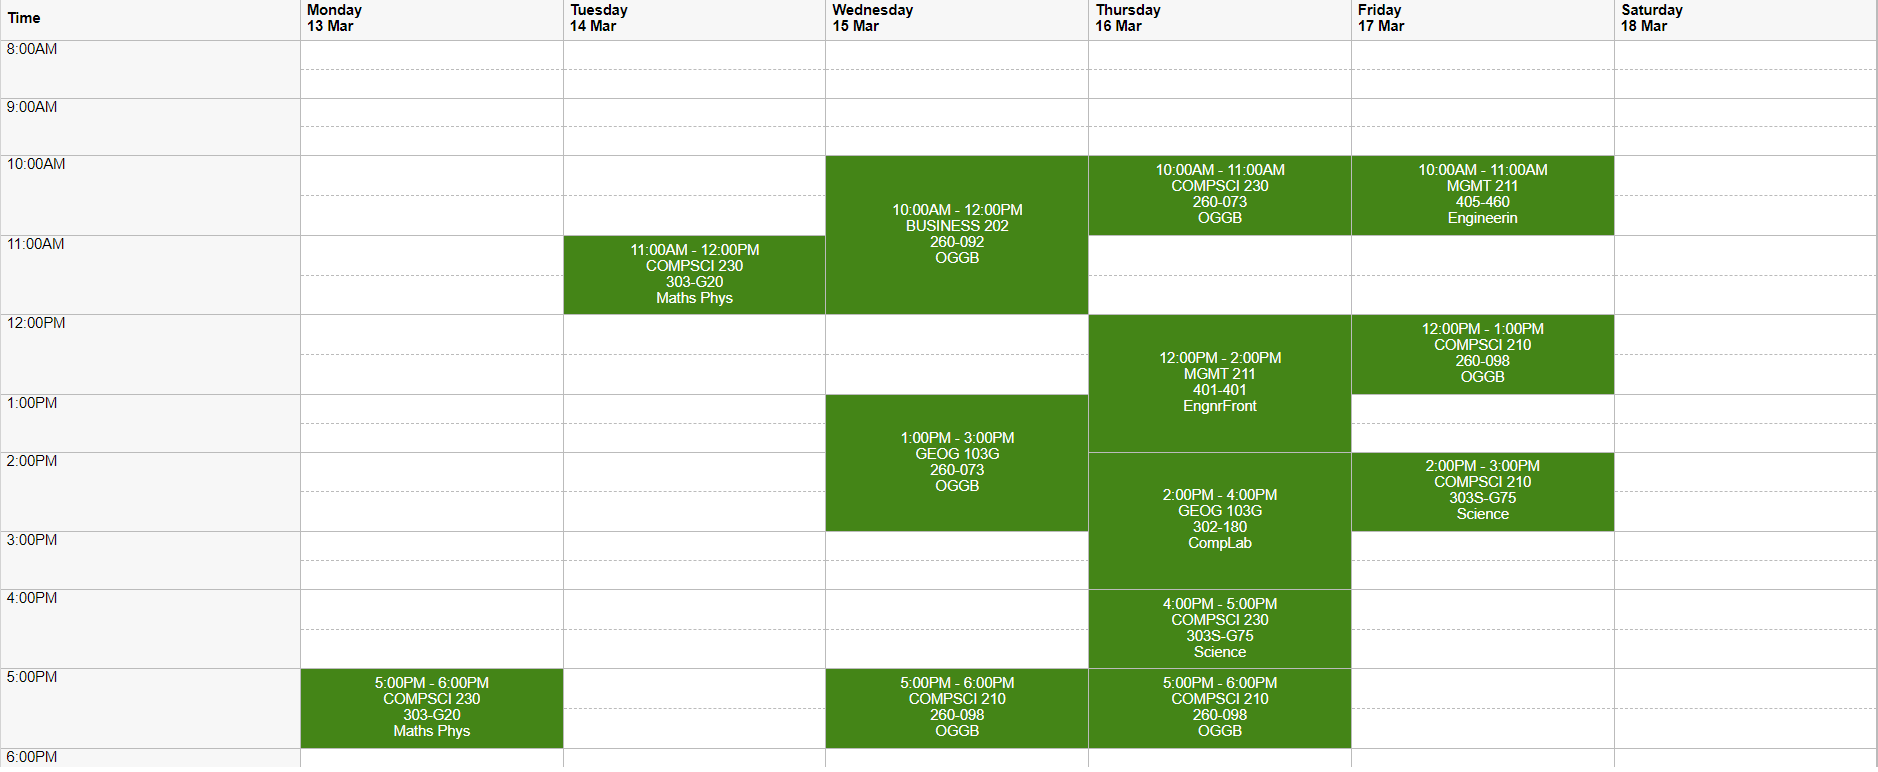 Time
Monday
13 Mar
Tuesday
14 Mar
Wednesday
15 Mar
Thursday
16 Mar
Friday
17 Mar
Saturday
18 Mar
8:00AM
9:00AM
10:00AM
10:00AM - 12:00PM
BUSINESS 202
260-092
OGGB
10:00AM - 11:00AM
COMPSCI 230
260-073
OGGB
10:00AM - 11:00AM
MGMT 211
405-460
Engineerin
11:00AM
11:00AM - 12:00PM
COMPSCI 230
303-G20
Maths Phys
12:00PM
12:00PM - 2:00PM
MGMT 211
401-401
EngnrFront
12:00PM - 1:00PM
COMPSCI 210
260-098
OGGB
1:00PM
1:00PM - 3:00PM
GEOG 103G
260-073
OGGB
2:00PM
2:00PM - 4:00PM
GEOG 103G
302-180
CompLab
2:00PM - 3:00PM
COMPSCI 210
303S-G75
Science
3:00PM
4:00PM
4:00PM - 5:00PM
COMPSCI 230
303S-G75
Science
5:00PM
5:00PM - 6:00PM
COMPSCI 230
303-G20
Maths Phys
5:00PM - 6:00PM
COMPSCI 210
260-098
OGGB
5:00PM - 6:00PM
COMPSCI 210
260-098
OGGB
6:00PM